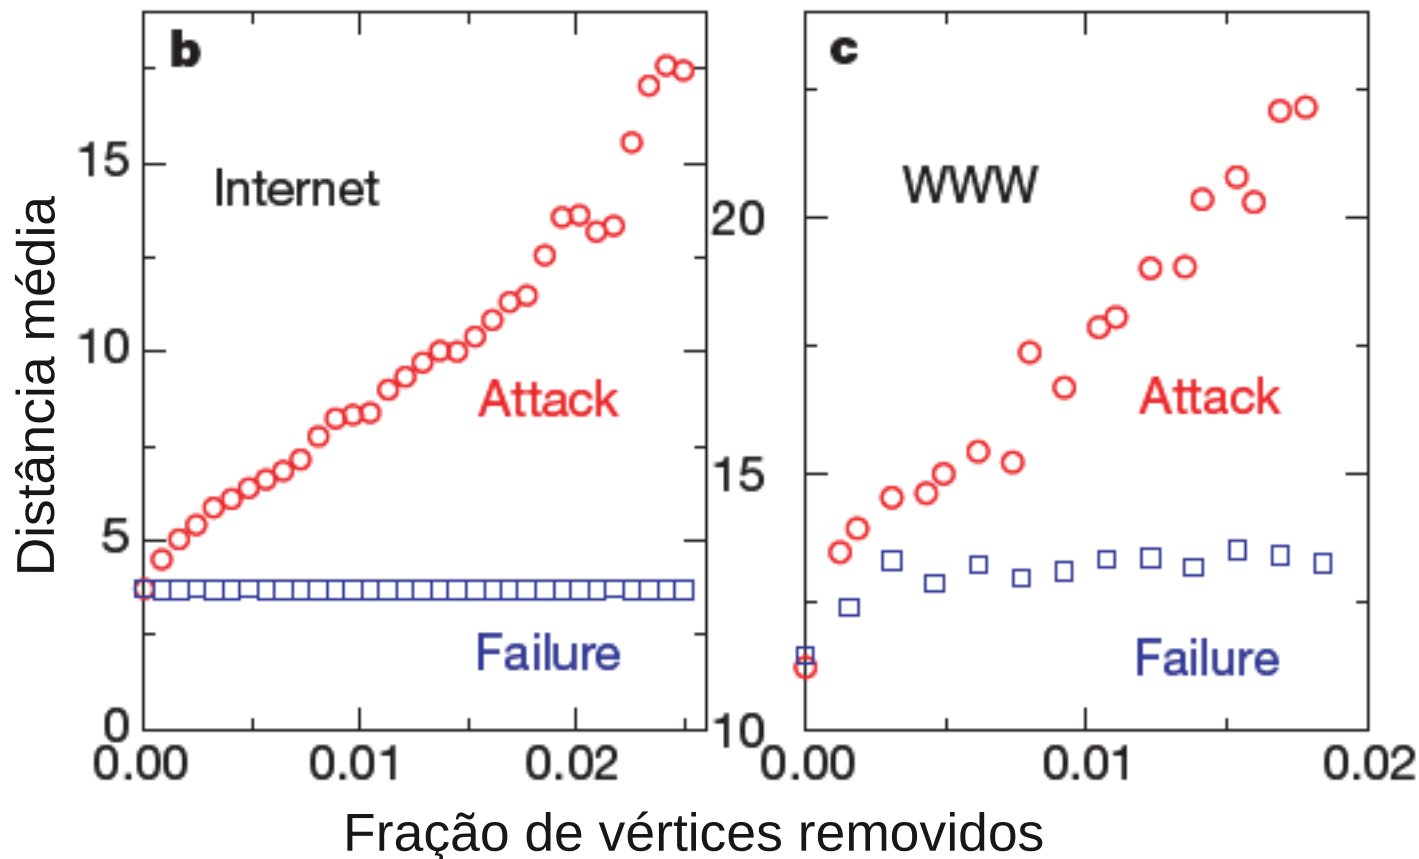 b
c
15
Internet
WWW
20
10
Attack
Attack
15
5
Failure
Failure
0
10
0.00
0.01
0.02
0.00
0.01
0.02
Distância média
Fração de vértices removidos